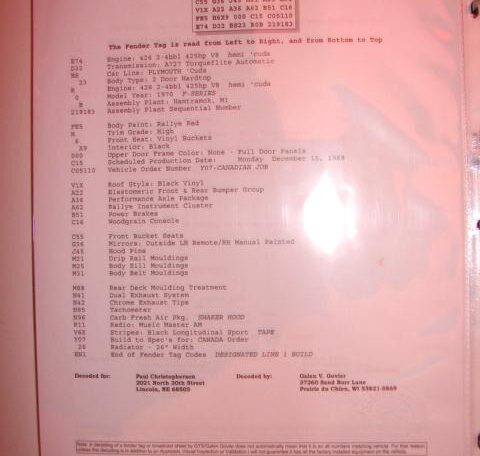 V1X A22 A36 A62 B51 C16
FE5 H6X9 000 C15 C05110
E74 D32 BS23 R0B 219183
The Fender Tag is read from Left to Right, and from Bottom to Top
E74 Engine: 426 2-4bbl 425hp V8 hemi 'cuda
D32 Transmission: A727 Torqueflite Automatic
BS Car Line: PLYMOUTH 'Cuda
23 Body Type: 2 Door Hardtop
R Engine: 426 2-4bbl 425hp V8 hemi 'cuda
0 Model Year: 1970 F-SERIES
B Assembly Plant: Hamtramck, MI
219183 Assembly Plant Sequential Number
FE5 Body Paint: Rallye Red
H Trim Grade: High
6 Front Seat: Vinyl Buckets
X9 Interior: Black
000 Upper Door Frame Color: None - Full Door Panels
C15 Scheduled Production Date: Monday December 15, 1969
C05110 Vehicle Order Number Y07-CANADIAN JOB
V1X Roof Style: Black Vinyl
A22 Elastomeric Front & Rear Bumper Group
A36 Performance Axle Package
A62 Rallye Instrument Cluster
B51 Power Brakes
C16 Woodgrain Console
C55 Front Bucket Seats
G36 Mirrors: Outside LH Remote/RH Manual Painted
J45 Hood Pins
M21 Drip Rail Mouldings
M25 Body Sill Mouldings
M31 Body Belt Mouldings
M88 Rear Deck Moulding Treatment
N41 Dual Exhaust System
N42 Chrome Exhaust Tips
N85 Tachometer
N96 Carb Fresh Air Pkg. SHAKER HOOD
R11 Radio: Music Master AM
V6X Stripes: Black Longitudinal Sport TAPE
Y07 Build to Spec's for: CANADA Order
26 Radiator - 26" Width
EN1 End of Fender Tag Codes DESIGNATED LINE 1 BUILD
Decoded for: Paul Christophersen Decoded by: Galen V. Govier
2021 North 30th Street 37260 Sand Burr Lane
Lincoln, NE 68503 Prairie du Chien, WI 53821-8869